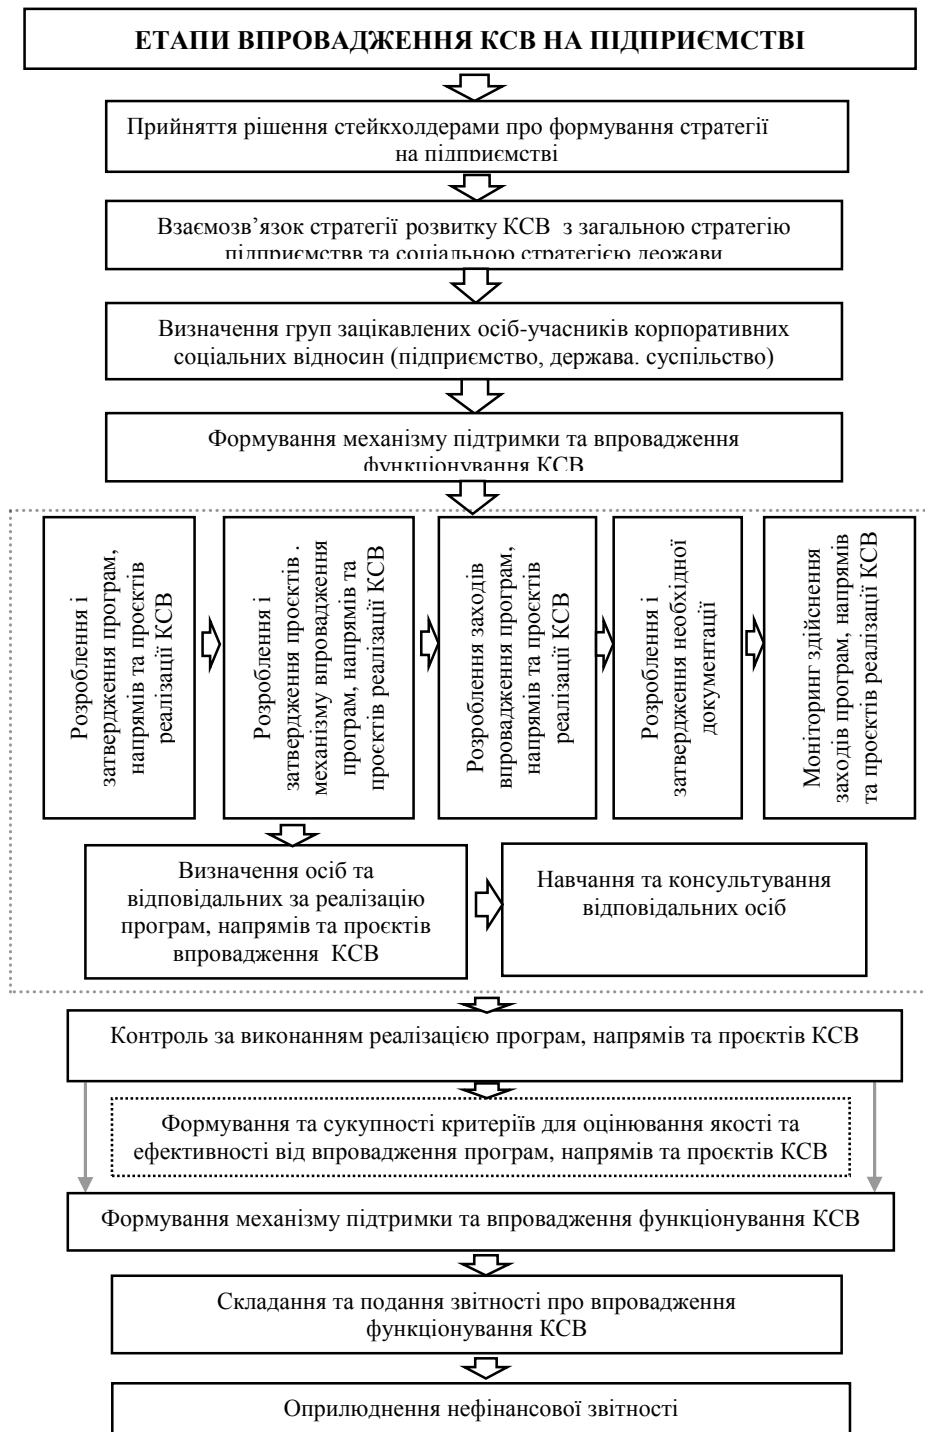 ЕТАПИ ВПРОВАДЖЕННЯ КСВ НА ПІДПРИЄМСТВІ
Прийняття рішення стейкхолдерами про формування стратегії
на підприємстві
Взаємозв’язок стратегії розвитку КСВ з загальною стратегію
підприємствв та соціальною стратегією держави
Визначення груп зацікавлених осіб-учасників корпоративних
соціальних відносин (підприємство, держава. суспільство)
Формування механізму підтримки та впровадження
функціонування КСВ
Розроблення і
затвердження програм,
напрямів та проєктів
реалізації КСВ
Розроблення і
затвердження проєктів .
механізму впровадження
програм, напрямів та
проєктів реалізації КСВ
Розроблення заходів
впровадження програм,
напрямів та проєктів
реалізації КСВ
Розроблення і
затвердження необхідної
документації
Моніторинг здійснення
заходів програм, напрямів
та проєктів реалізації КСВ
Визначення осіб та
відповідальних за реалізацію
програм, напрямів та проєктів
впровадження КСВ
Навчання та консультування
відповідальних осіб
Контроль за виконанням реалізацією програм, напрямів та проєктів КСВ
Формування та сукупності критеріїв для оцінювання якості та
ефективності від впровадження програм, напрямів та проєктів КСВ
Формування механізму підтримки та впровадження функціонування КСВ
Складання та подання звітності про впровадження
функціонування КСВ
Оприлюднення нефінансової звітності